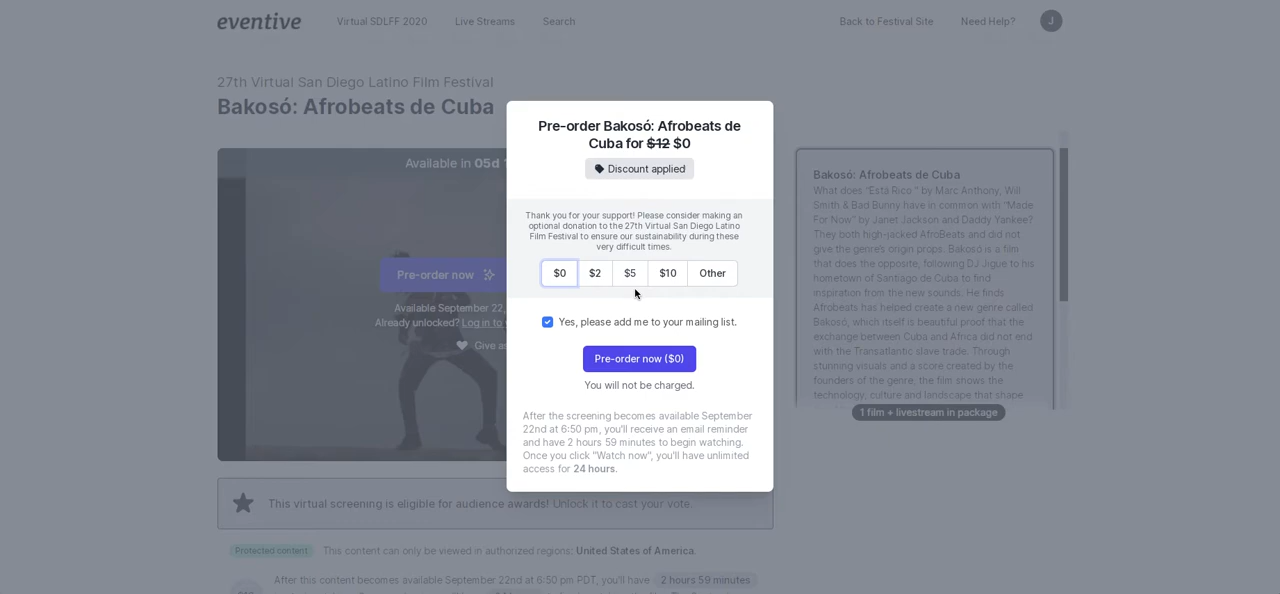 eventive
Virtual SDLFF 2020
Live Streams
Search
Back to Festival Site
Need Help?
J
27th Virtual San Diego Latino Film Festival
Bakosó: Afrobeats de Cuba
Available in 05d
Pre-order now
Available September 22,
Already unlocked? Log in to
Give as
Pre-order Bakosó: Afrobeats de
Cuba for $12 $0
Discount applied
Thank you for your support! Please consider making an
optional donation to the 27th Virtual San Diego Latino
Film Festival to ensure our sustainability during these
very difficult times.
$0
$2
$5
$10
Other
Yes, please add me to your mailing list.
Pre-order now ($0)
You will not be charged.
After the screening becomes available September
22nd at 6:50 pm, you'll receive an email reminder
and have 2 hours 59 minutes to begin watching.
Once you click "Watch now", you'll have unlimited
access for 24 hours.
Bakosó: Afrobeats de Cuba
What does "Está Rico " by Marc Anthony, Will
Smith & Bad Bunny have in common with "Made
For Now" by Janet Jackson and Daddy Yankee?
They both high-jacked AfroBeats and did not
give the genre's origin props. Bakosó is a film
that does the opposite, following DJ Jigue to his
hometown of Santiago de Cuba to find
inspiration from the new sounds. He finds
Afrobeats has helped create a new genre called
Bakosó, which itself is beautiful proof that the
exchange between Cuba and Africa did not end
with the Transatlantic slave trade. Through
stunning visuals and a score created by the
founders of the genre, the film shows the
technology, culture and landscape that shape
1 film + livestream in package
This virtual screening is eligible for audience awards! Unlock it to cast your vote.
Protected content
This content can only be viewed in authorized regions: United States of America.
After this content becomes available September 22nd at 6:50 pm PDT, you'll have 2 hours 59 minutes